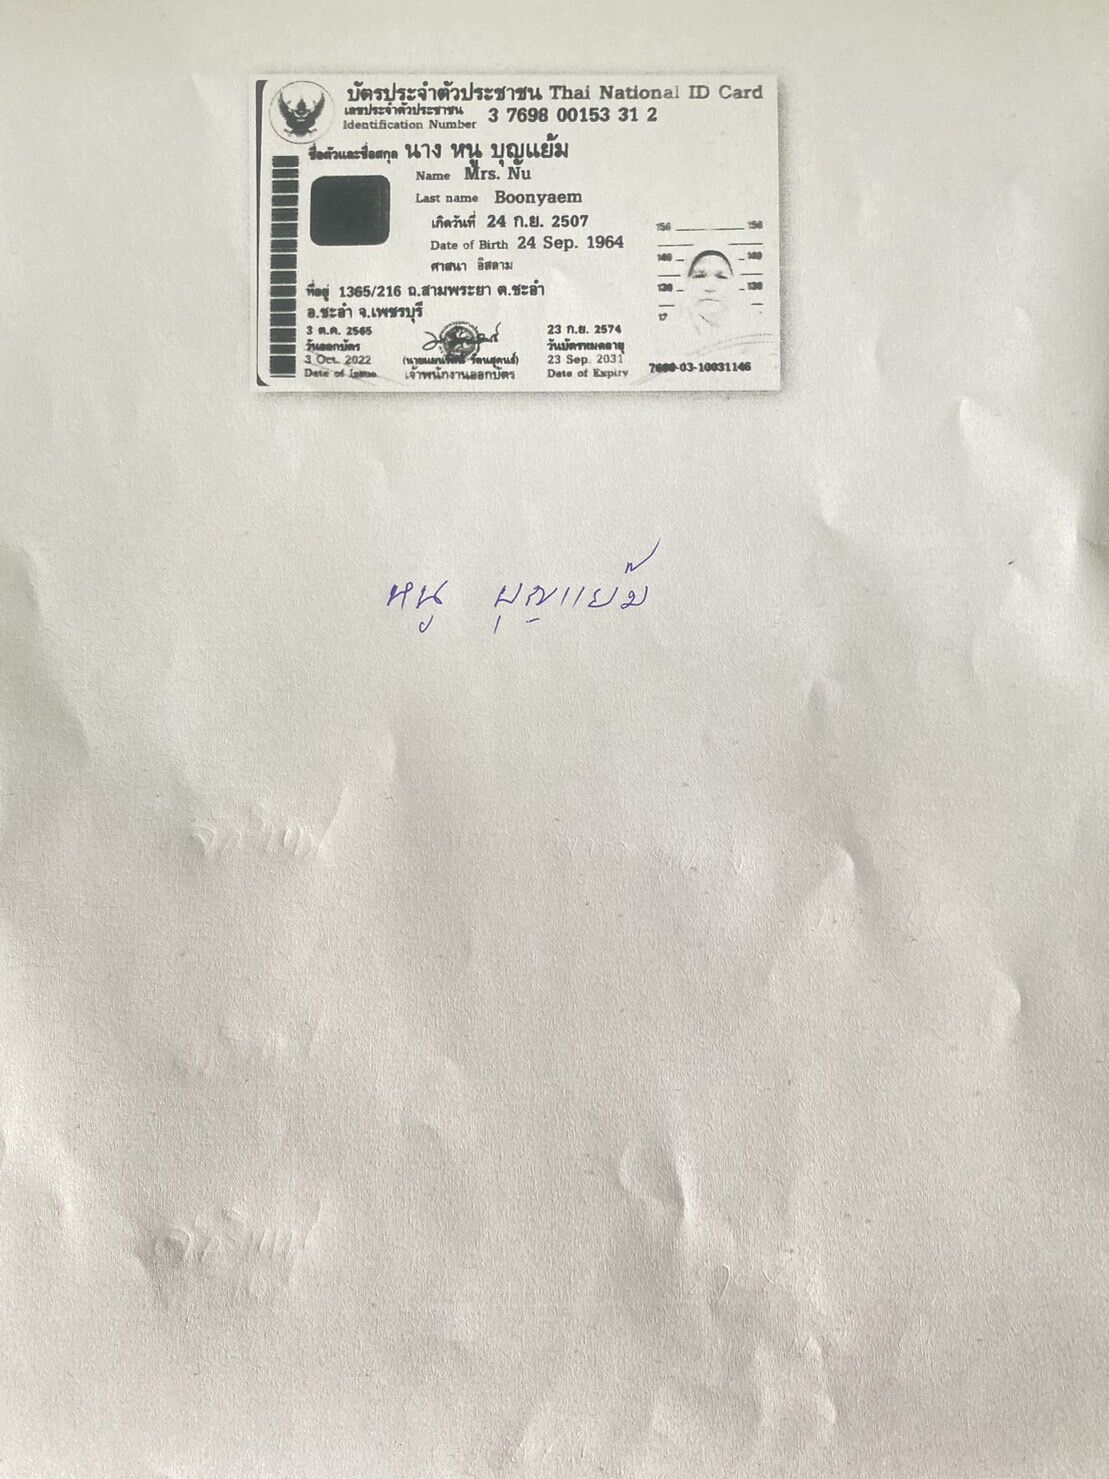 บัตรประจำตัวประชาชน Thai National ID Card
เลขประจำตัวประชาชน
Identification Number 3 7698 00153 31 2
ชื่อตัวและชื่อสกุล นาง หนู บุญแย้ม
Name Mrs. Nu
Last name Boonyaem
เกิดวันที่ 24 ก.ย. 2507
Date of Birth 24 Sep. 1964
ศาสนา อิสลาม
ที่อยู่ 1365/216 ถ.สามพระยา ต.ชะอำ
อ.ชะอำ จ.เพชรบุรี
3 ต.ค. 2565
วันออกบัตร
3 Oct. 2022
Date of Issue
เจ้าพนักงานออกบัตร
23 ก.ย. 2574
วันบัตรหมดอายุ
23 Sep. 2031
Date of Expiry
150 150
140 140
130 130
หนู บุญแย้ม